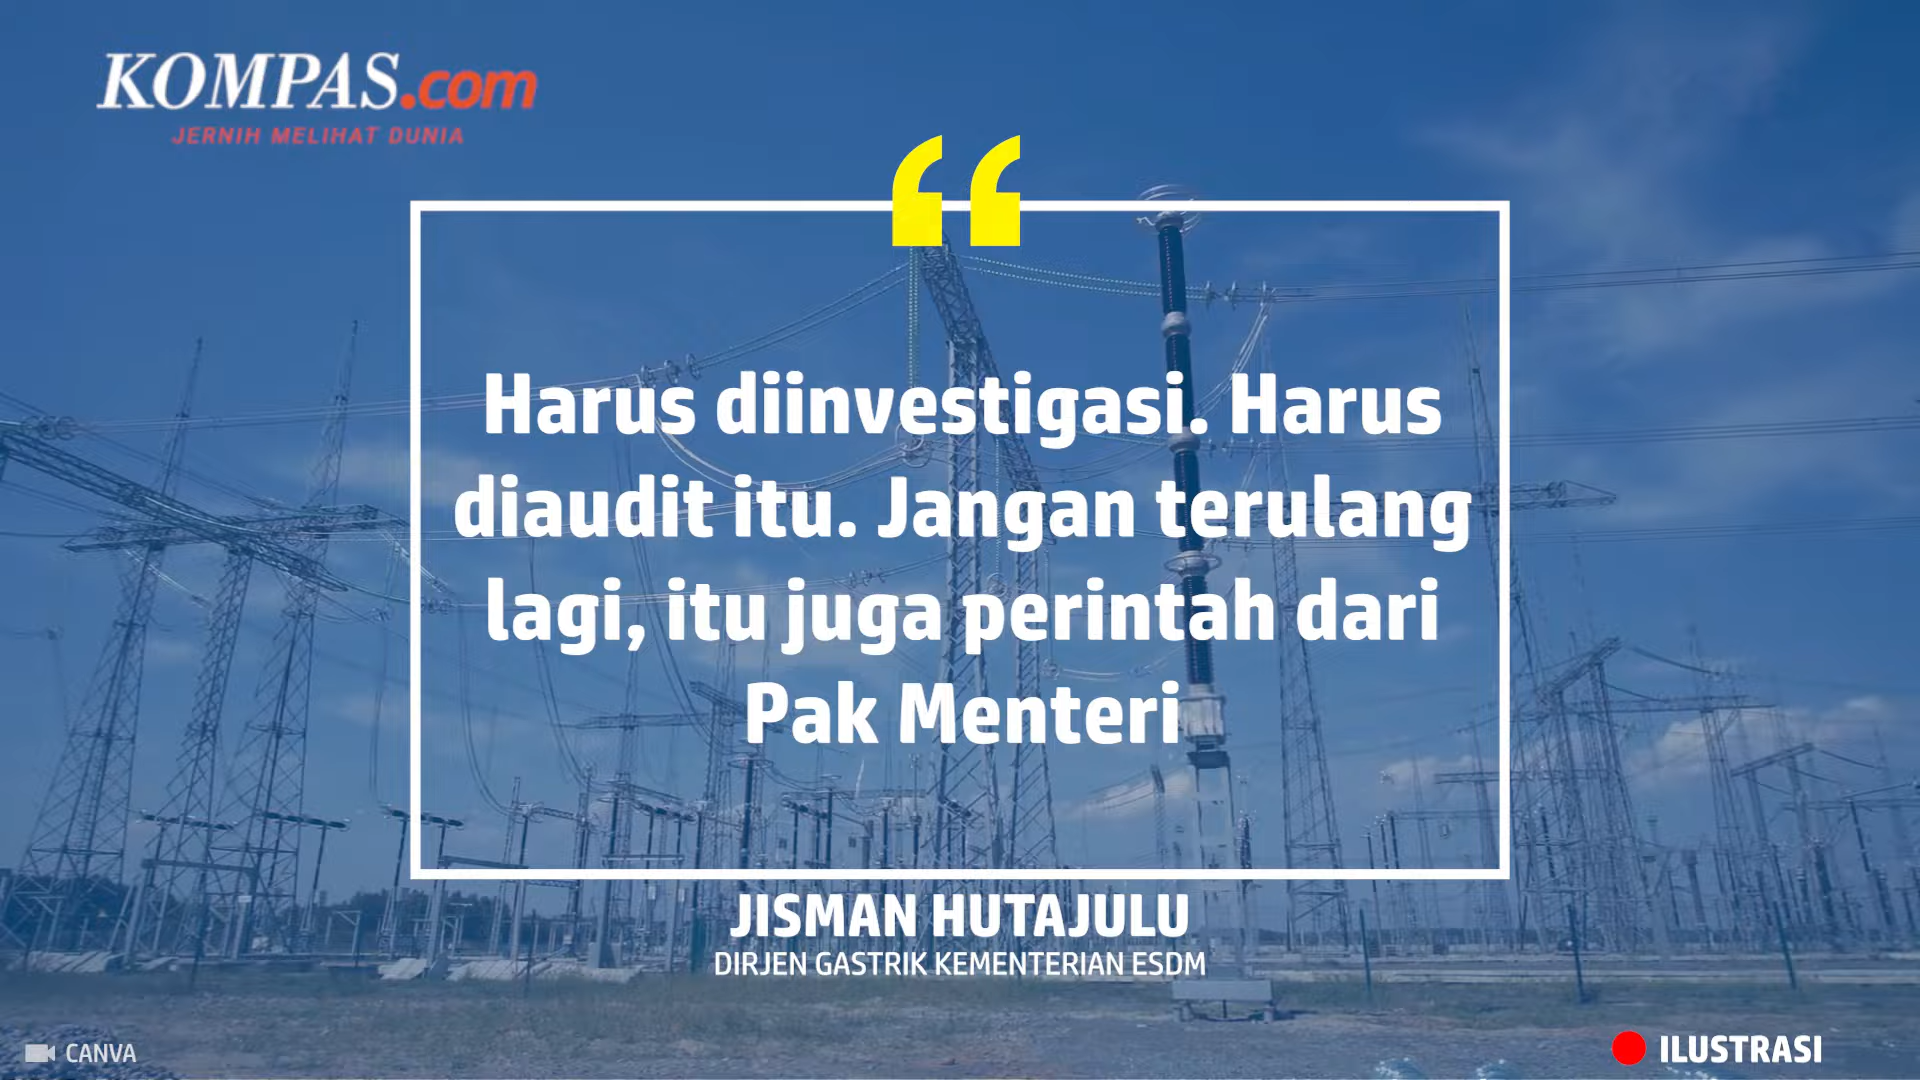 KOMPAS.com
JERNIH MELIHAT DUNIA
Harus diinvestigasi. Harus
diaudit itu. Jangan terulang
lagi, itu juga perintah dari
Pak Menteri
JISMAN HUTAJULU
DIRJEN GASTRIK KEMENTERIAN ESDM
CANVA
ILUSTRASI